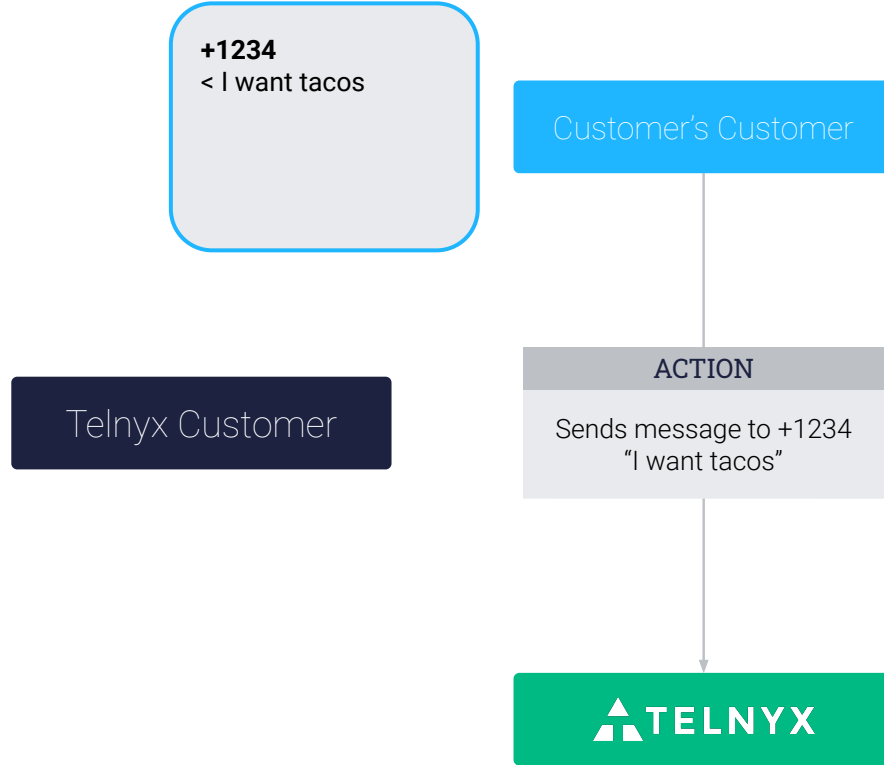 +1234
< I want tacos
Customer’s Customer
ACTION
Telnyx Customer
Sends message to +1234
“I want tacos”
TELNYX